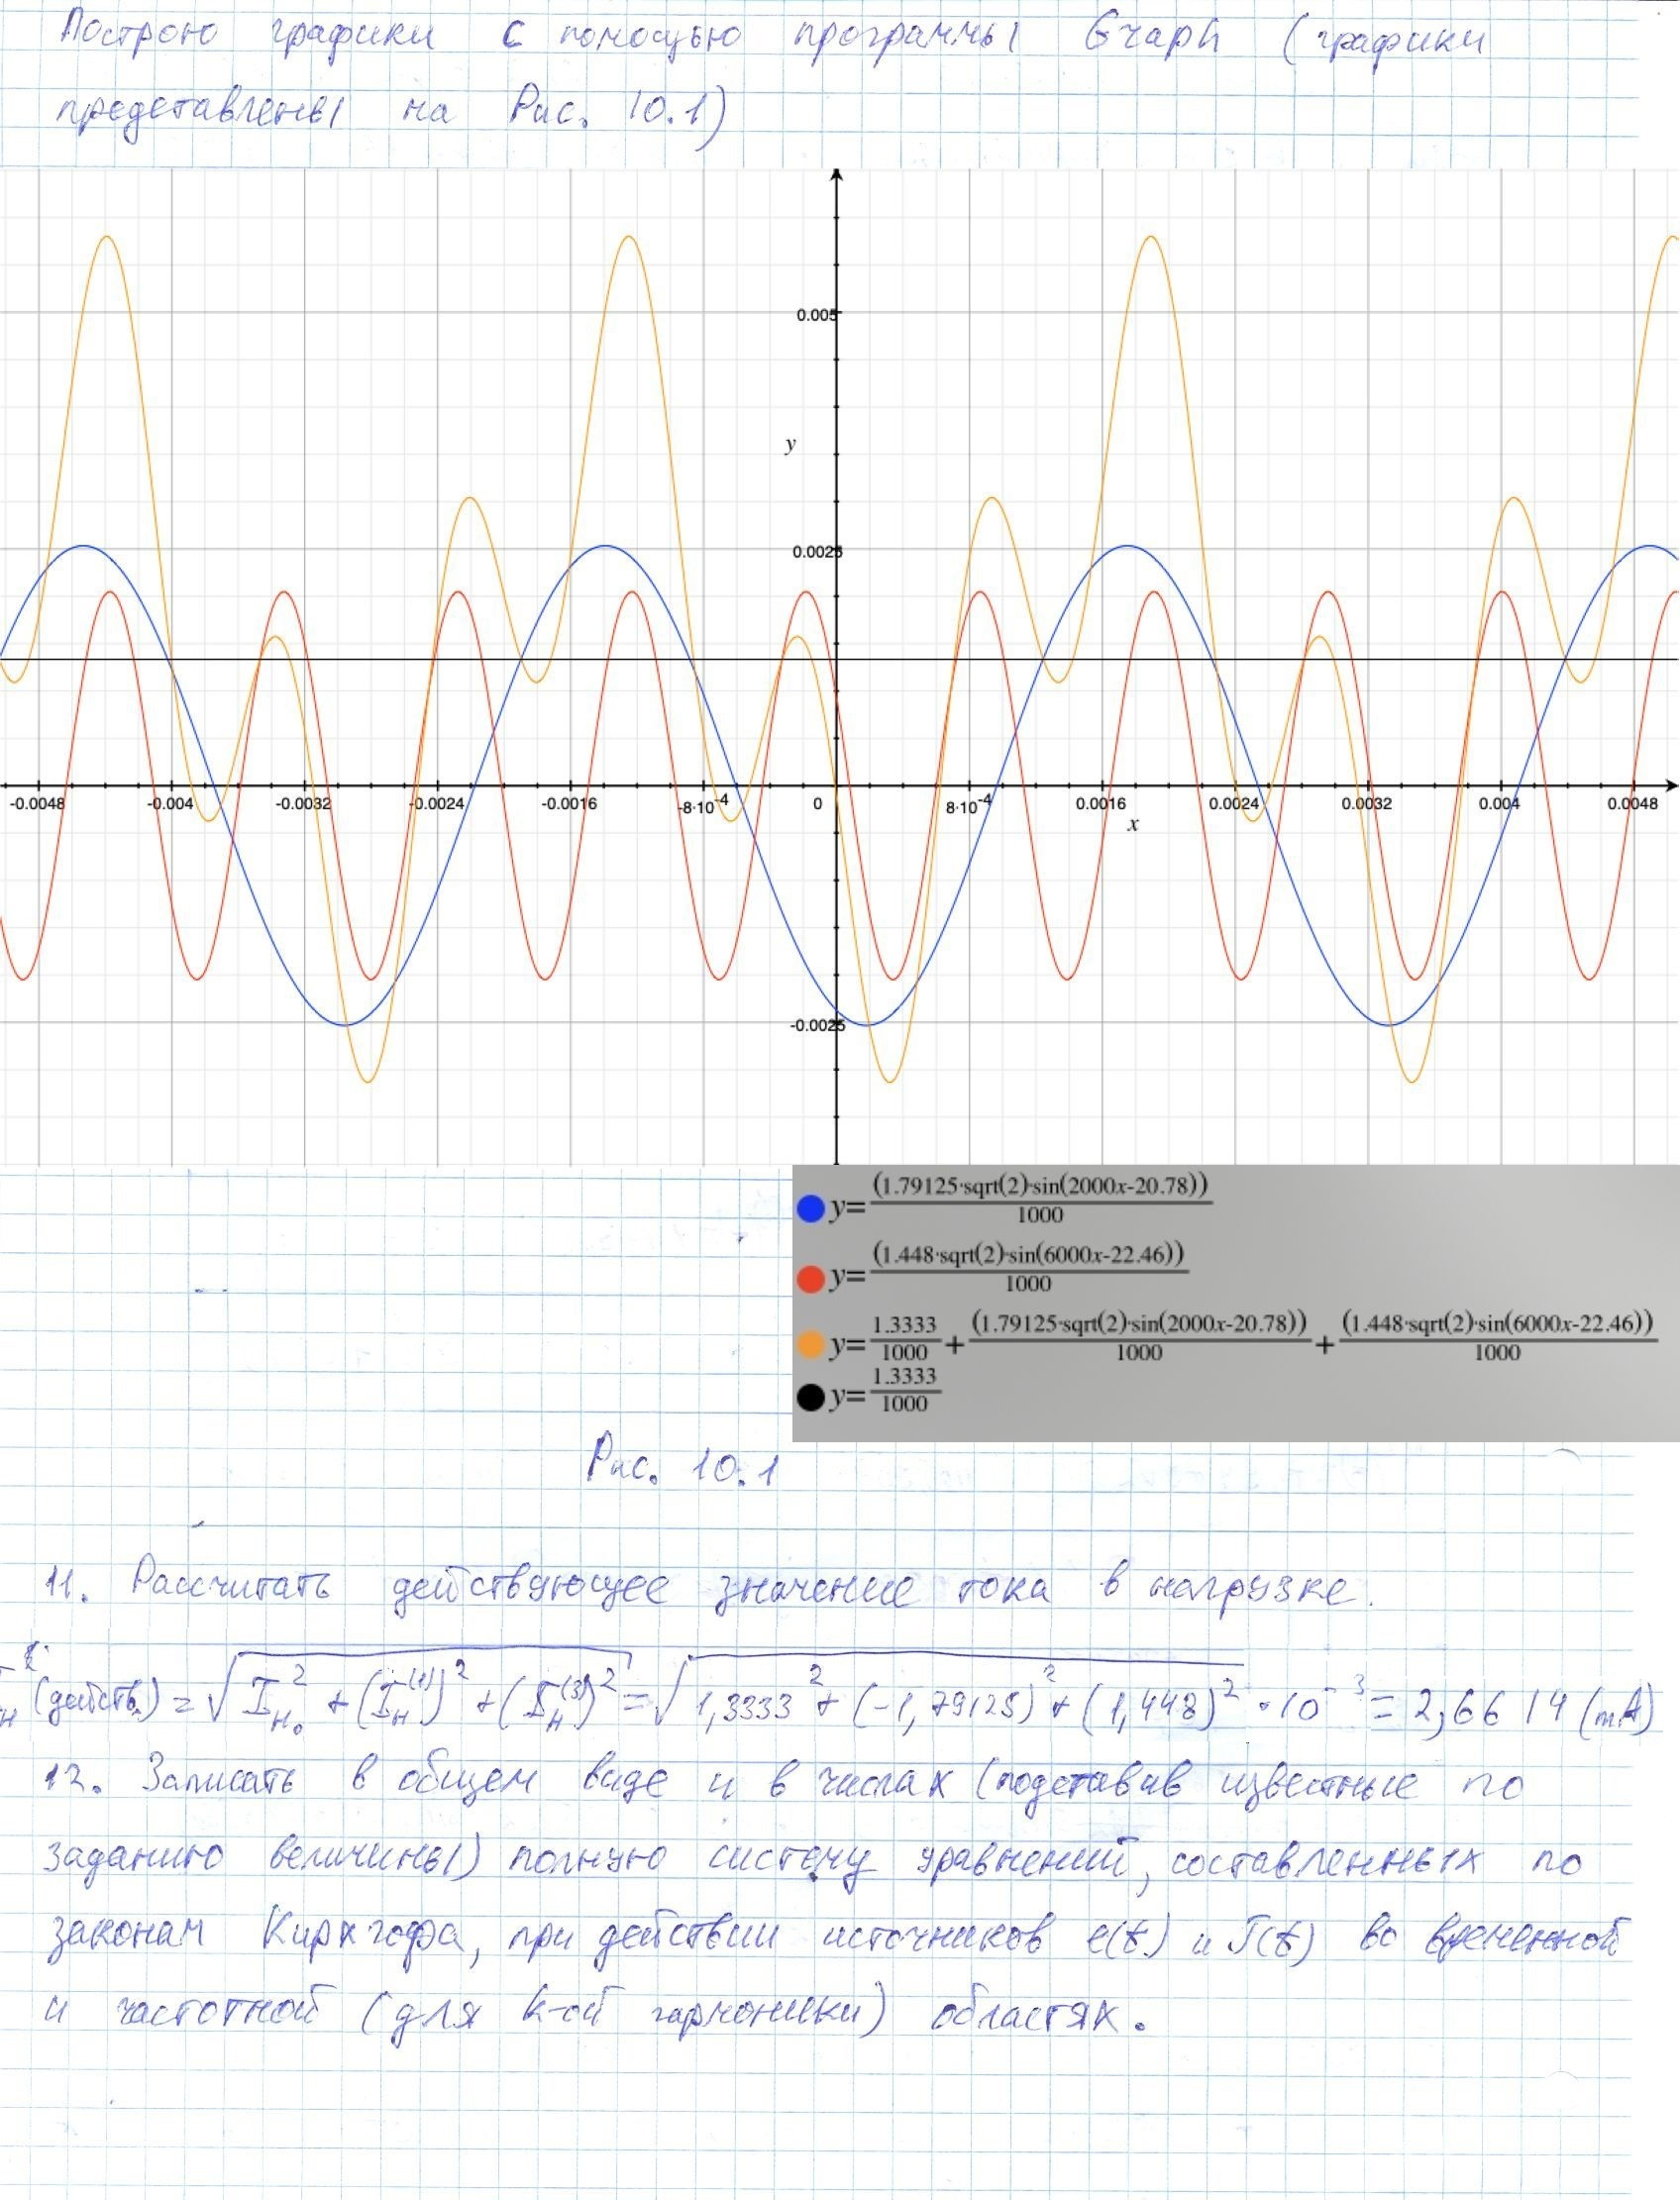 Построю графики с помощью программы Graph (графики
представлены на Рис. 10.1)
0.005
y
0.0025
-0.0048 -0.004 -0.0032 -0.0024 -0.0016 -8·10^-4 0 8·10^-4 0.0016 0.0024 0.0032 0.004 0.0048
x
-0.0025
y=(1.79125·sqrt(2)·sin(2000x-20.78))/1000
y=(1.448·sqrt(2)·sin(6000x-22.46))/1000
y=1.3333/1000+(1.79125·sqrt(2)·sin(2000x-20.78))/1000+(1.448·sqrt(2)·sin(6000x-22.46))/1000
y=1.3333/1000
Рис. 10.1
11. Рассчитать действующее значение тока в нагрузке.
(действ.) = √(I_H₀² + (I_H^(1))² + (I_H^(3))²) = √(1,3333² + (-1,79125)² + (1,448)²) · 10^-3 = 2,6614 (mA)
12. Записать в общем виде и в числах (подставив известные по
заданию величины) полную систему уравнений, составленных по
законам Кирхгофа, при действии источников e(t) и J(t) во временной
и частотной (для k-ой гармоники) областях.